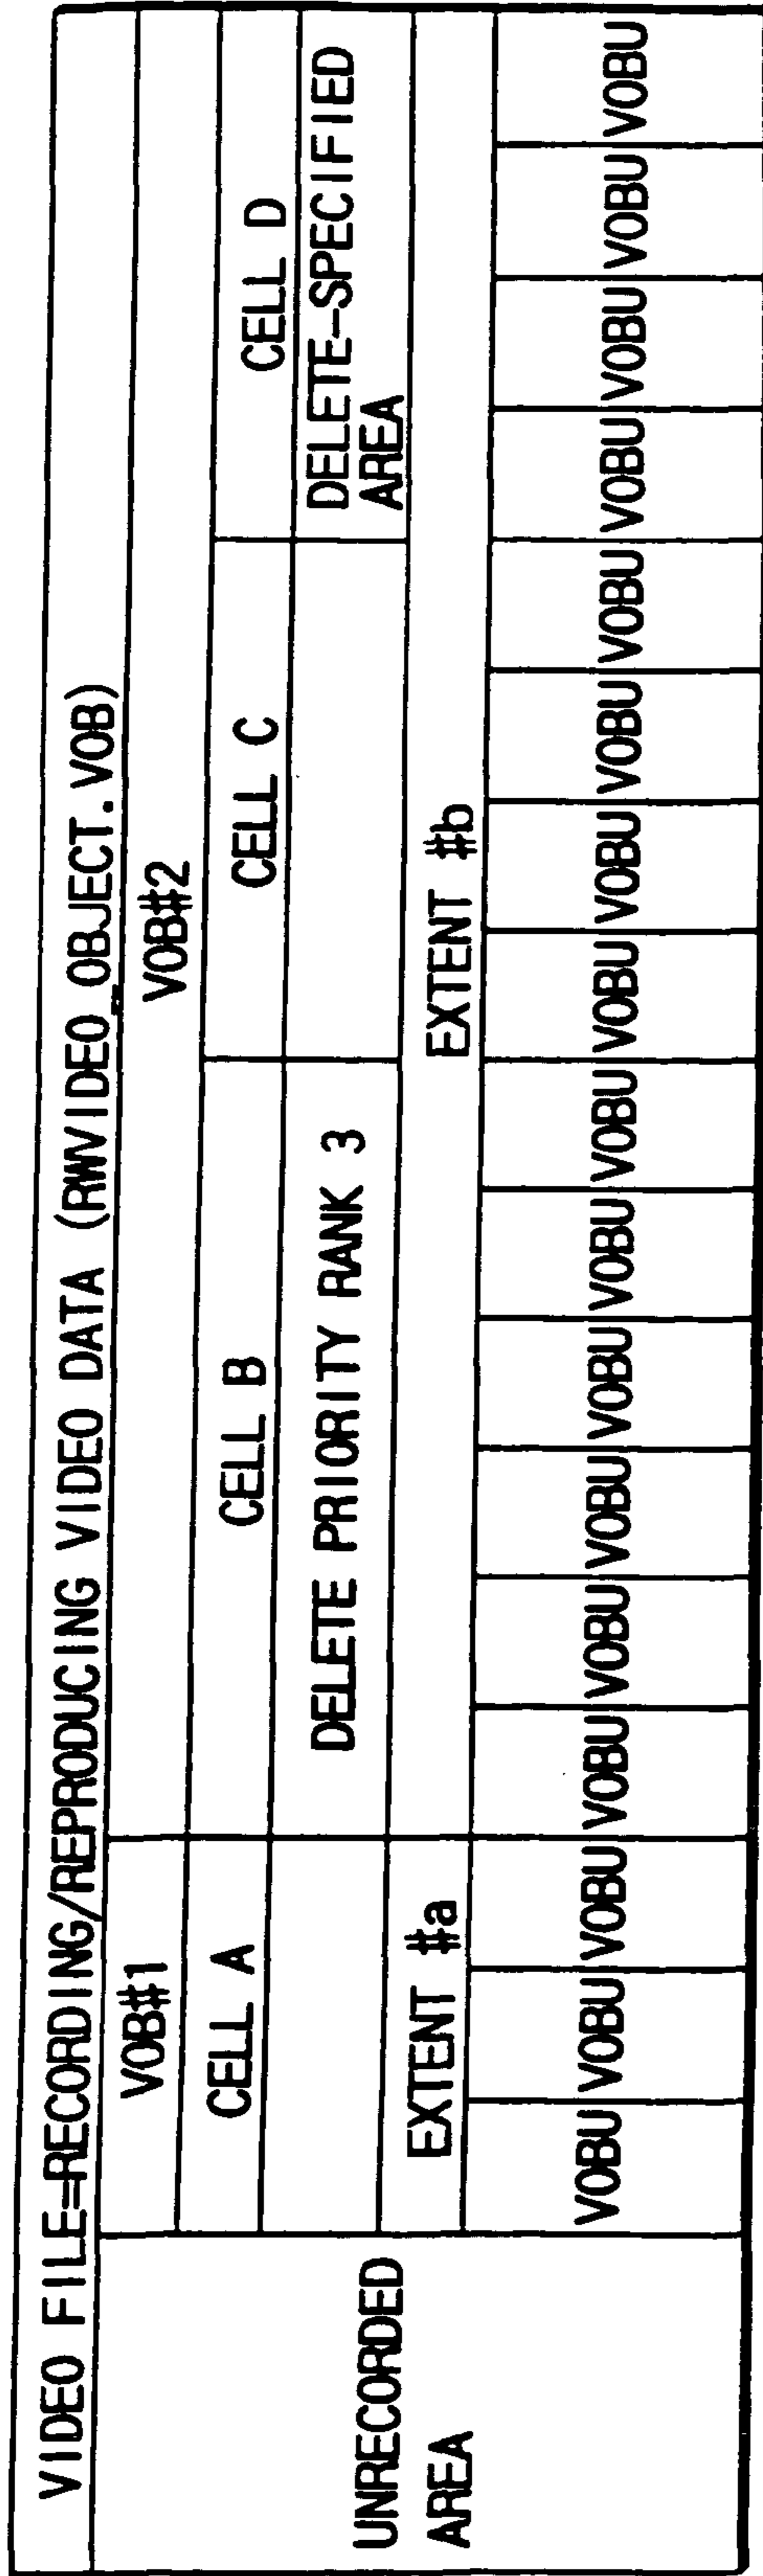 VIDEO FILE=RECORDING/REPRODUCING VIDEO DATA (RWVIDEO_OBJECT.VOB)
UNRECORDED
AREA
VOB#1 VOB#2
CELL A CELL B CELL C CELL D
DELETE PRIORITY RANK 3
DELETE-SPECIFIED
AREA
EXTENT #a EXTENT #b
VOBU VOBU VOBU VOBU VOBU VOBU VOBU VOBU VOBU VOBU VOBU VOBU VOBU VOBU VOBU VOBU VOBU